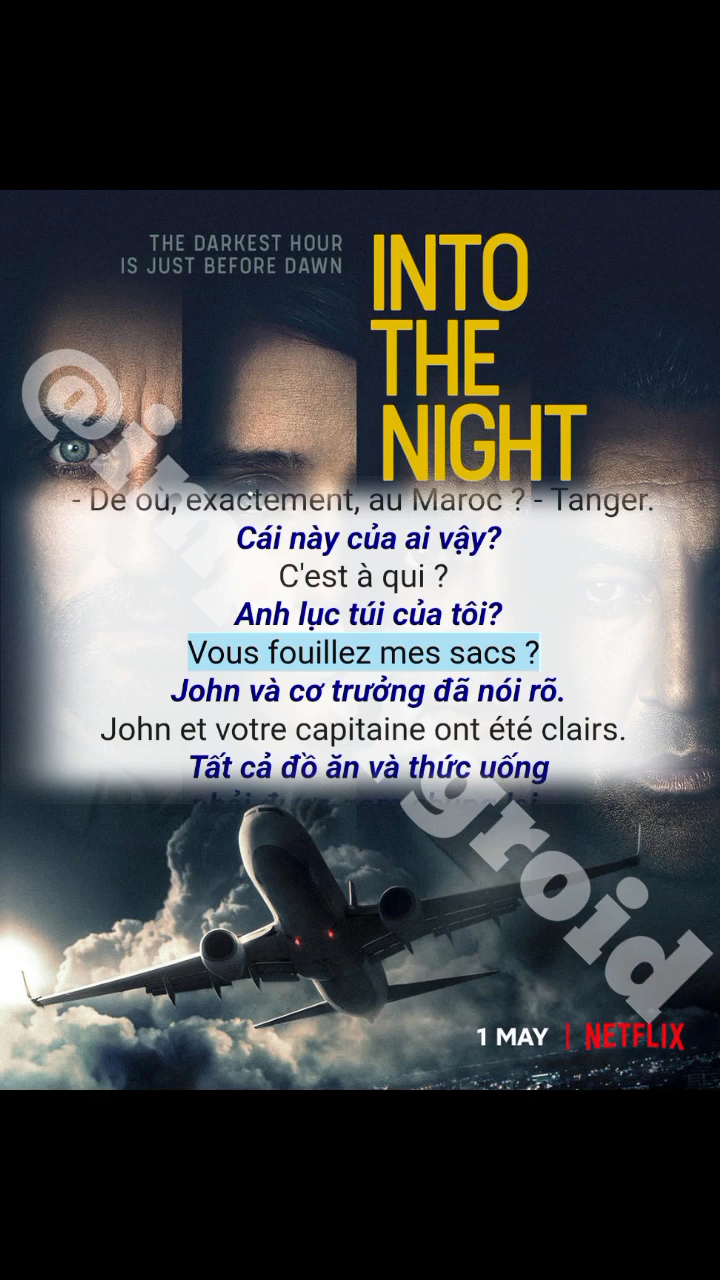 THE DARKEST HOUR
IS JUST BEFORE DAWN
INTO
THE
NIGHT
- De où, exactement, au Maroc ? - Tanger.
Cái này của ai vậy?
C'est à qui ?
Anh lục túi của tôi?
Vous fouillez mes sacs ?
John và cơ trưởng đã nói rõ.
John et votre capitaine ont été clairs.
Tất cả đồ ăn và thức uống
1 MAY | NETFLIX